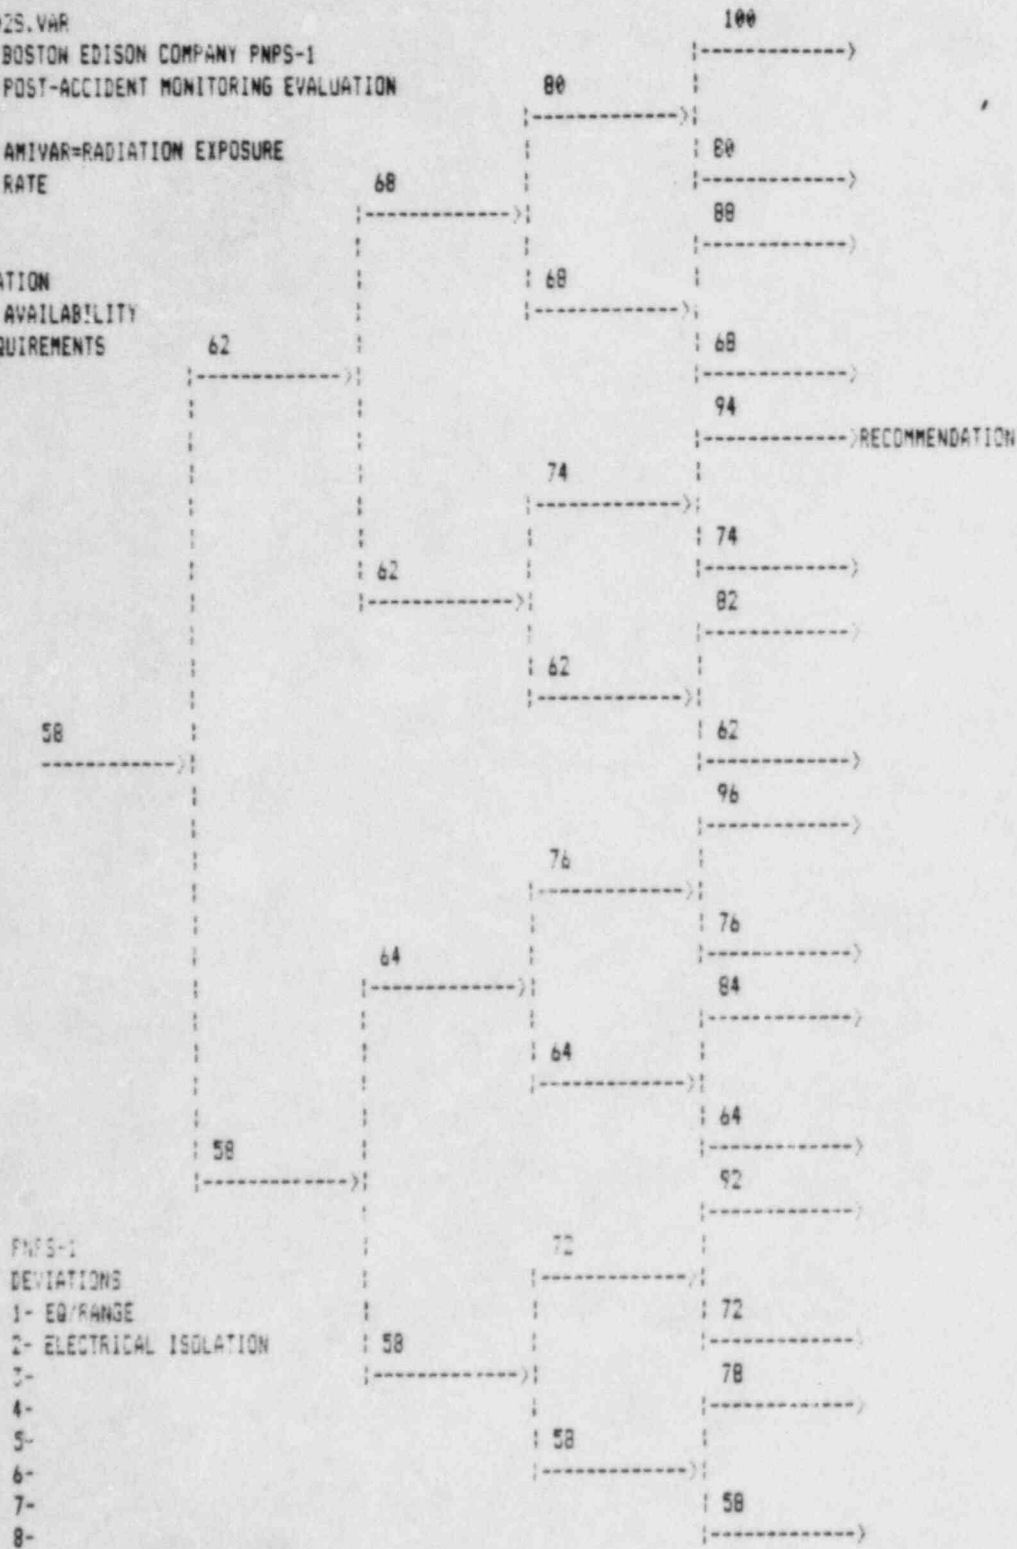 02S.VAR 100
BOSTON EDISON COMPANY PNPS-1 |------------->
POST-ACCIDENT MONITORING EVALUATION 80
|------------->|
AMIVAR=RADIATION EXPOSURE 80
RATE 68 |------------->
|------------->| 88
|------------->
ATION 68
AVAILABILITY |------------->|
QUIREMENTS 62 68
|------------->| |------------->
94
|------------->RECOMMENDATION
74
|------------->|
74
62 |------------->
|------------->| 82
|------------->
62
|------------->|
58 62
------------>| |------------->
96
|------------->
76
|------------->|
76
64 |------------->
|------------->| 84
|------------->
64
|------------->|
64
58 |------------->
|------------->| 92
|------------->
PNPS-1 72
DEVIATIONS |------------->|
1- EQ/RANGE 72
2- ELECTRICAL ISOLATION 58 |------------->
3- |------------->| 78
4- |------------->
5- 58
6- |------------->|
7- 58
8- |------------->